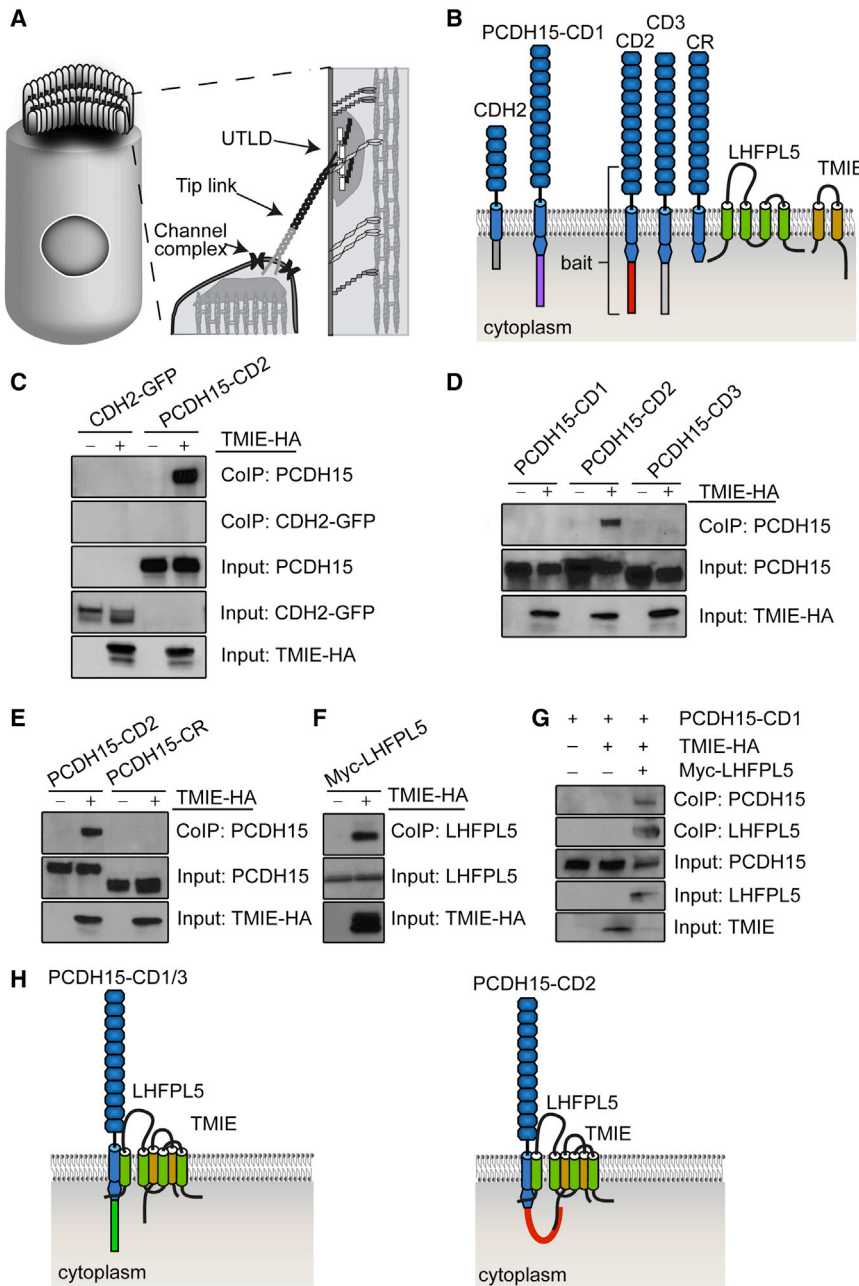 A
UTLD
Tip link
Channel
complex
B
PCDH15-CD1
CD3
CD2
CR
CDH2
LHFPL5
TMIE
bait
cytoplasm
C
CDH2-GFP
PCDH15-CD2
TMIE-HA
– + – +
CoIP: PCDH15
CoIP: CDH2-GFP
Input: PCDH15
Input: CDH2-GFP
Input: TMIE-HA
D
PCDH15-CD1
PCDH15-CD2
PCDH15-CD3
– + – + – +
TMIE-HA
CoIP: PCDH15
Input: PCDH15
Input: TMIE-HA
E
PCDH15-CD2
PCDH15-CR
– + – +
TMIE-HA
CoIP: PCDH15
Input: PCDH15
Input: TMIE-HA
F
Myc-LHFPL5
– +
TMIE-HA
CoIP: LHFPL5
Input: LHFPL5
Input: TMIE-HA
G
+ + + PCDH15-CD1
– + + TMIE-HA
– – + Myc-LHFPL5
CoIP: PCDH15
CoIP: LHFPL5
Input: PCDH15
Input: LHFPL5
Input: TMIE
H
PCDH15-CD1/3
LHFPL5
TMIE
cytoplasm
PCDH15-CD2
LHFPL5
TMIE
cytoplasm